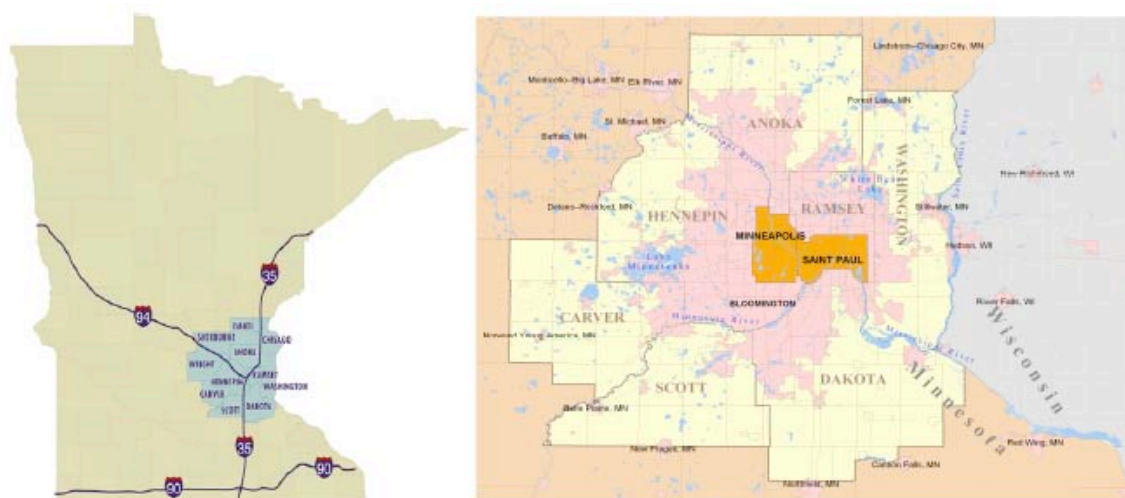 35
94
ISANTI
SHERBURNE
CHISAGO
ANOKA
WRIGHT
HENNEPIN
RAMSEY
WASHINGTON
CARVER
SCOTT
DAKOTA
35
90
90
Lindstrom--Chicago City, MN
Monticello--Big Lake, MN
Elk River, MN
Forest Lake, MN
St. Michael, MN
ANOKA
Buffalo, MN
Mississippi River
WASHINGTON
Saint Croix River
White Bear
Lake
New Richmond, WI
Delano--Rockford, MN
HENNEPIN
RAMSEY
Stillwater, MN
MINNEAPOLIS
Hudson, WI
SAINT PAUL
Lake
Minnetonka
BLOOMINGTON
River Falls, WI
CARVER
Minnesota River
Norwood Young America, MN
Mississippi River
Wisconsin
Minnesota
SCOTT
DAKOTA
Belle Plaine, MN
Red Wing, MN
New Prague, MN
Cannon Falls, MN
Northfield, MN